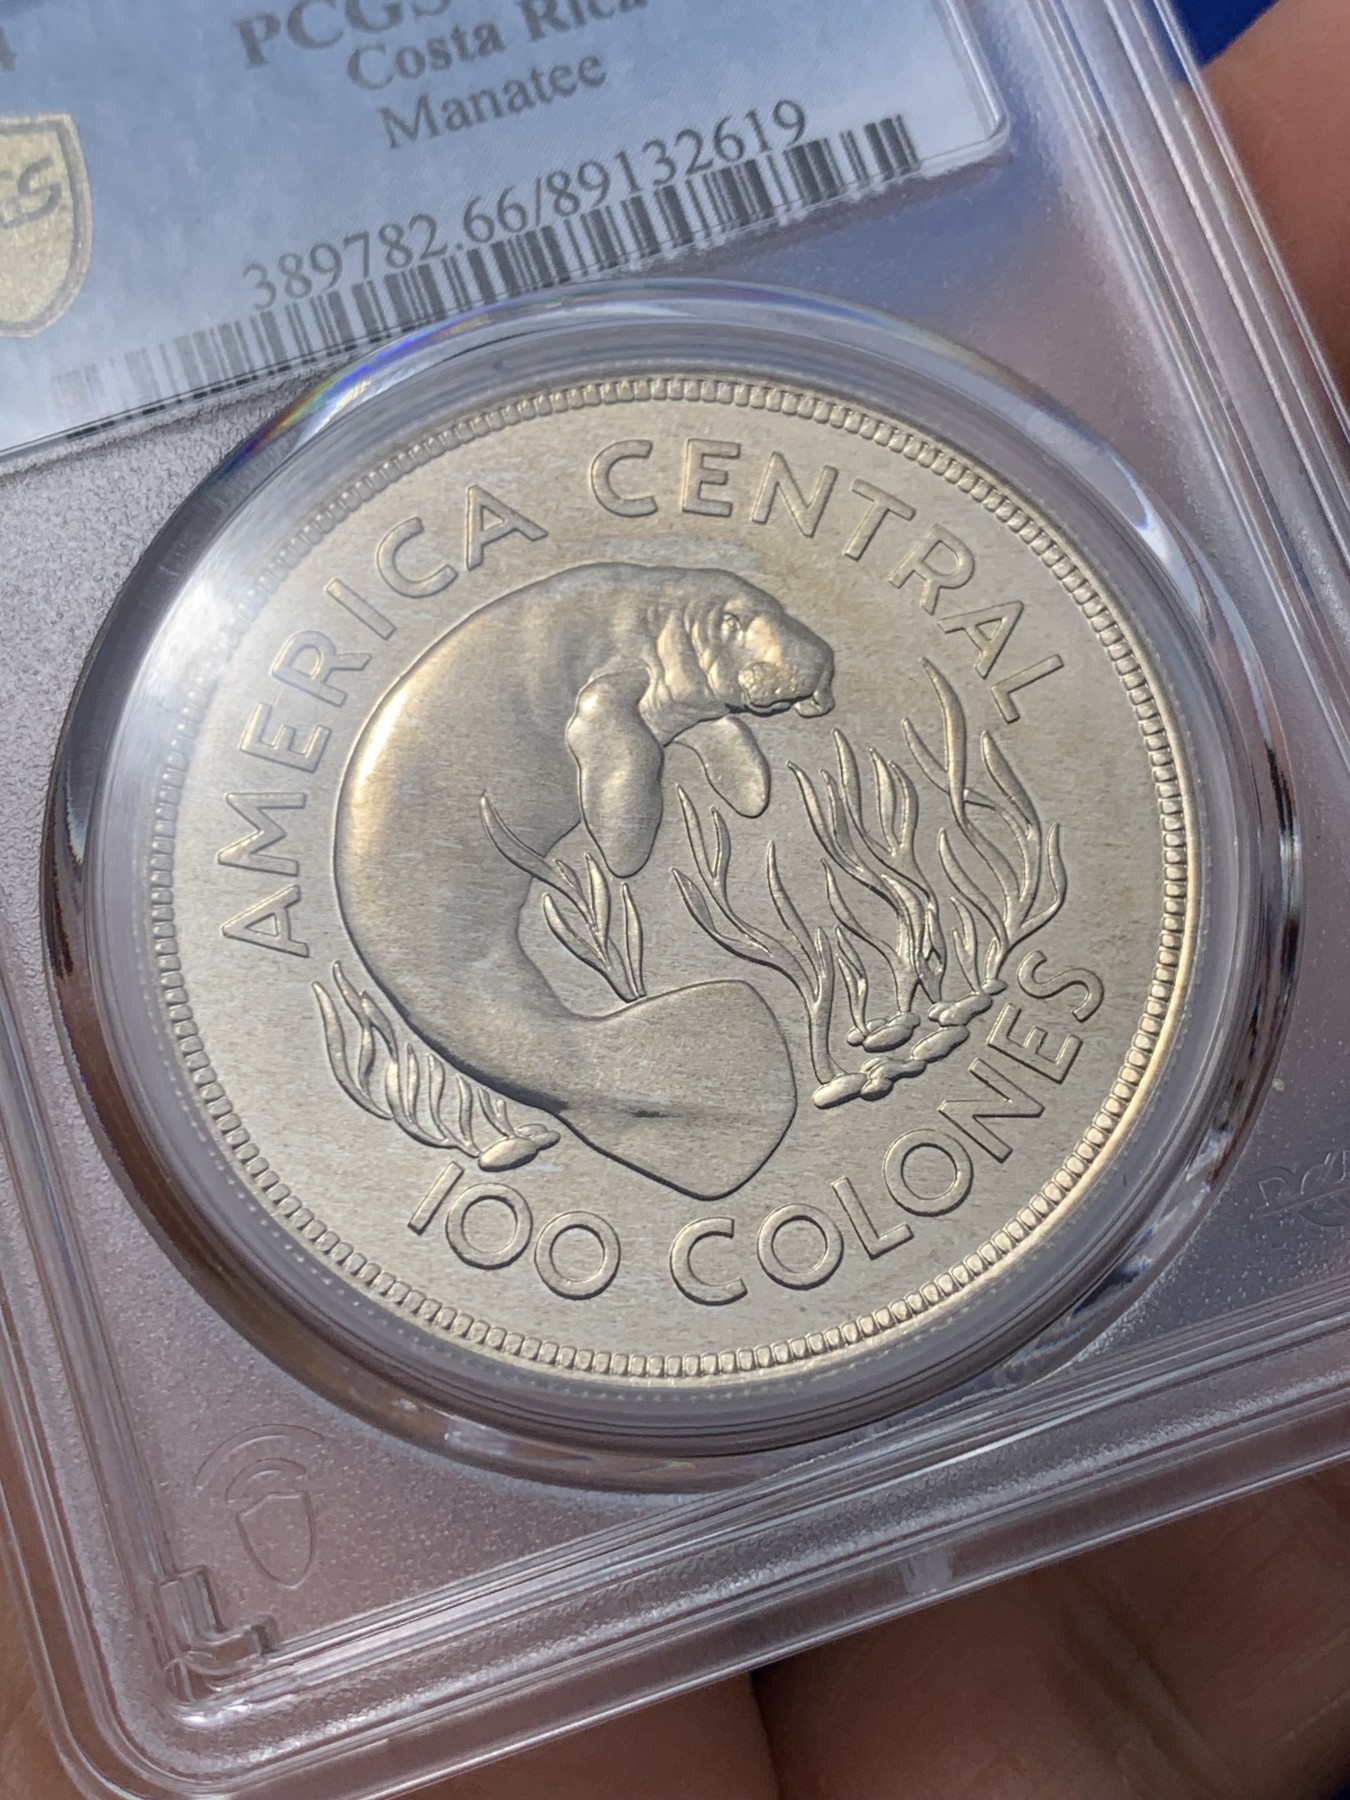 PCGS
Costa Rica
Manatee
389782.66/89132619
AMERICA CENTRAL
100 COLONES